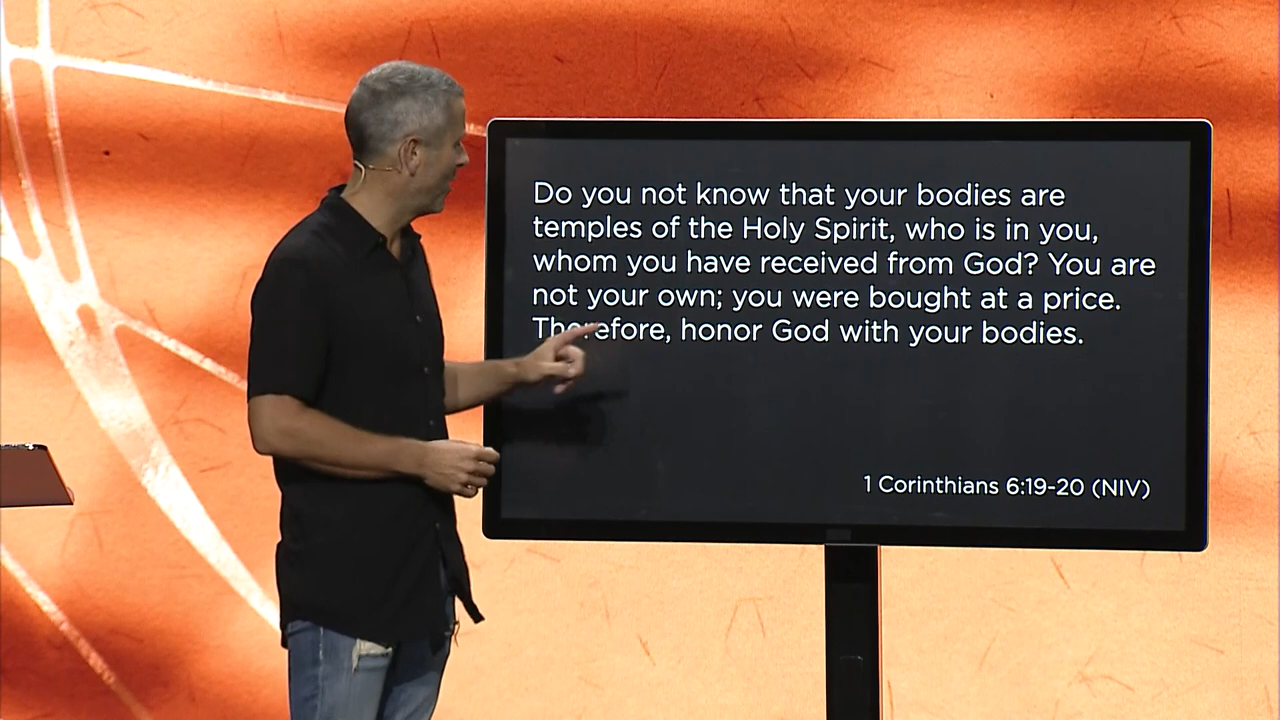 Do you not know that your bodies are
temples of the Holy Spirit, who is in you,
whom you have received from God? You are
not your own; you were bought at a price.
Therefore, honor God with your bodies.
1 Corinthians 6:19-20 (NIV)